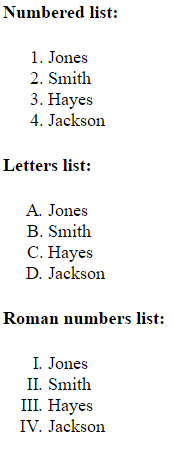 Numbered list:
1. Jones
2. Smith
3. Hayes
4. Jackson
Letters list:
A. Jones
B. Smith
C. Hayes
D. Jackson
Roman numbers list:
I. Jones
II. Smith
III. Hayes
IV. Jackson